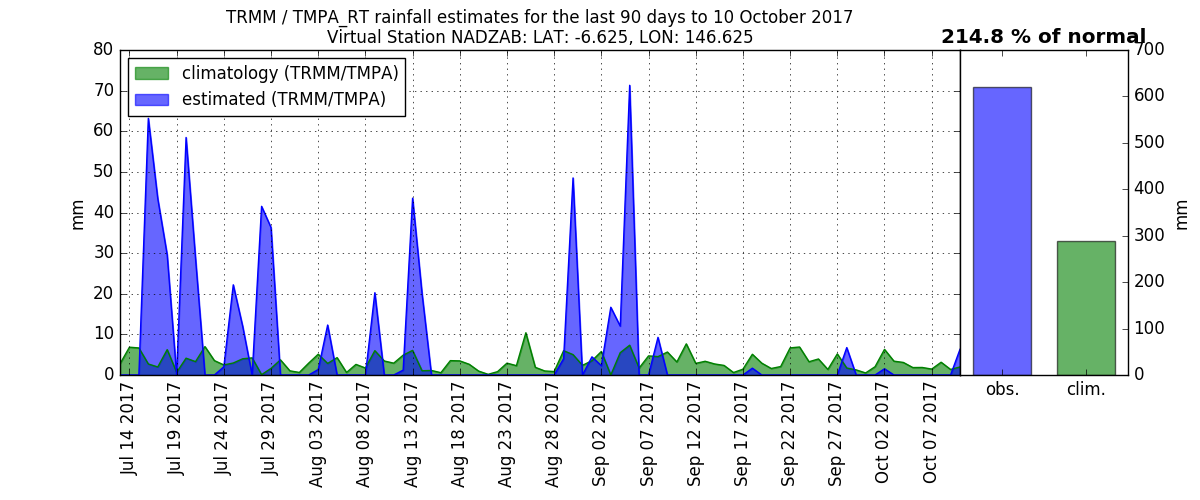 TRMM / TMPA_RT rainfall estimates for the last 90 days to 10 October 2017
Virtual Station NADZAB: LAT: -6.625, LON: 146.625
214.8 % of normal
climatology (TRMM/TMPA)
estimated (TRMM/TMPA)
80
70
60
50
40
30
20
10
0
mm
700
600
500
400
300
200
100
0
mm
Jul 14 2017
Jul 19 2017
Jul 24 2017
Jul 29 2017
Aug 03 2017
Aug 08 2017
Aug 13 2017
Aug 18 2017
Aug 23 2017
Aug 28 2017
Sep 02 2017
Sep 07 2017
Sep 12 2017
Sep 17 2017
Sep 22 2017
Sep 27 2017
Oct 02 2017
Oct 07 2017
obs.
clim.